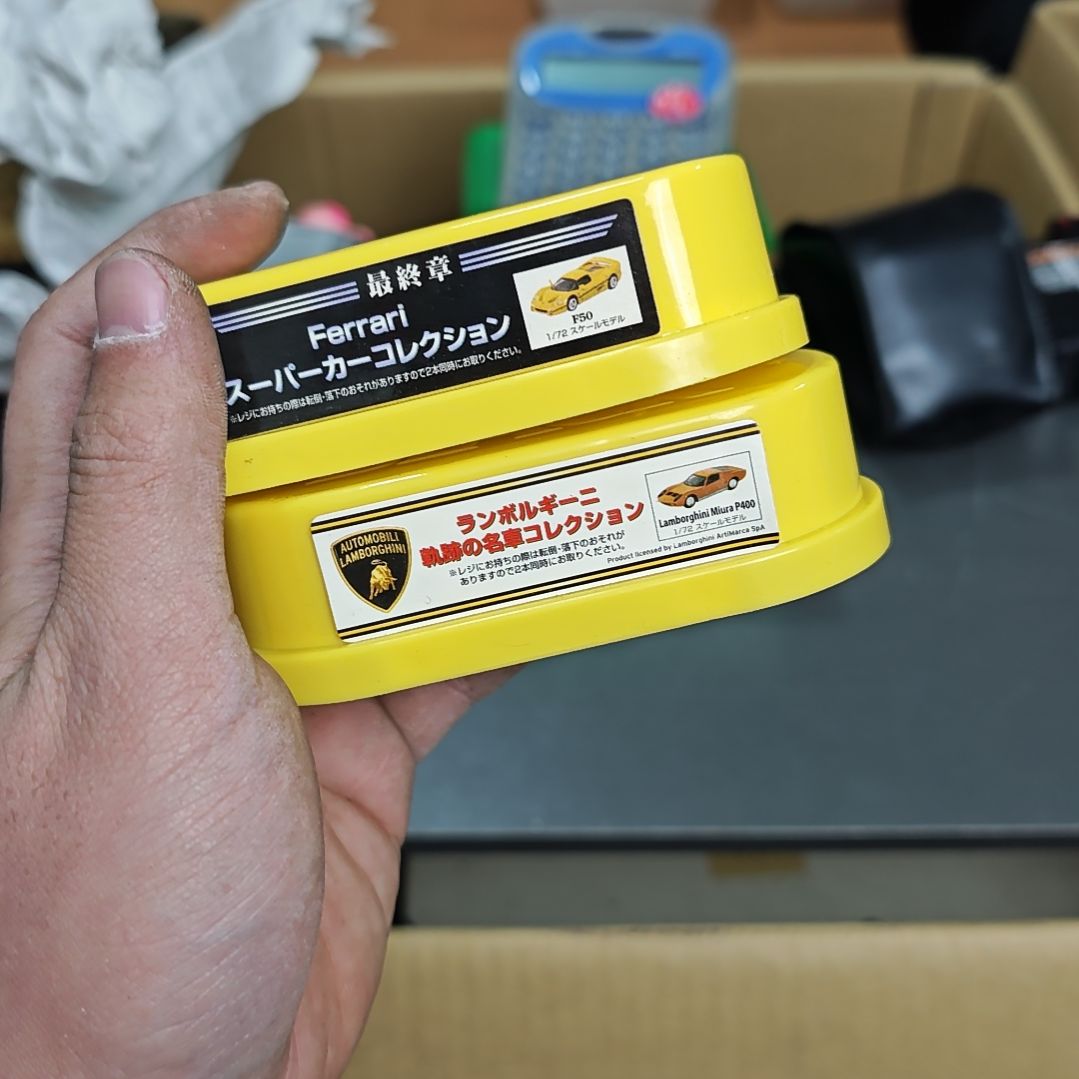 最終章
Ferrari
スーパーカーコレクション
※レジにお持ちの際は転倒・落下のおそれがありますので2本同時にお取りください。
F50
1/72 スケールモデル
AUTOMOBILI
LAMBORGHINI
ランボルギーニ
軌跡の名車コレクション
※レジにお持ちの際は転倒・落下のおそれが
ありますので2本同時にお取りください。
Lamborghini Miura P400
1/72 スケールモデル
Product licensed by Lamborghini ArtiMarca SpA